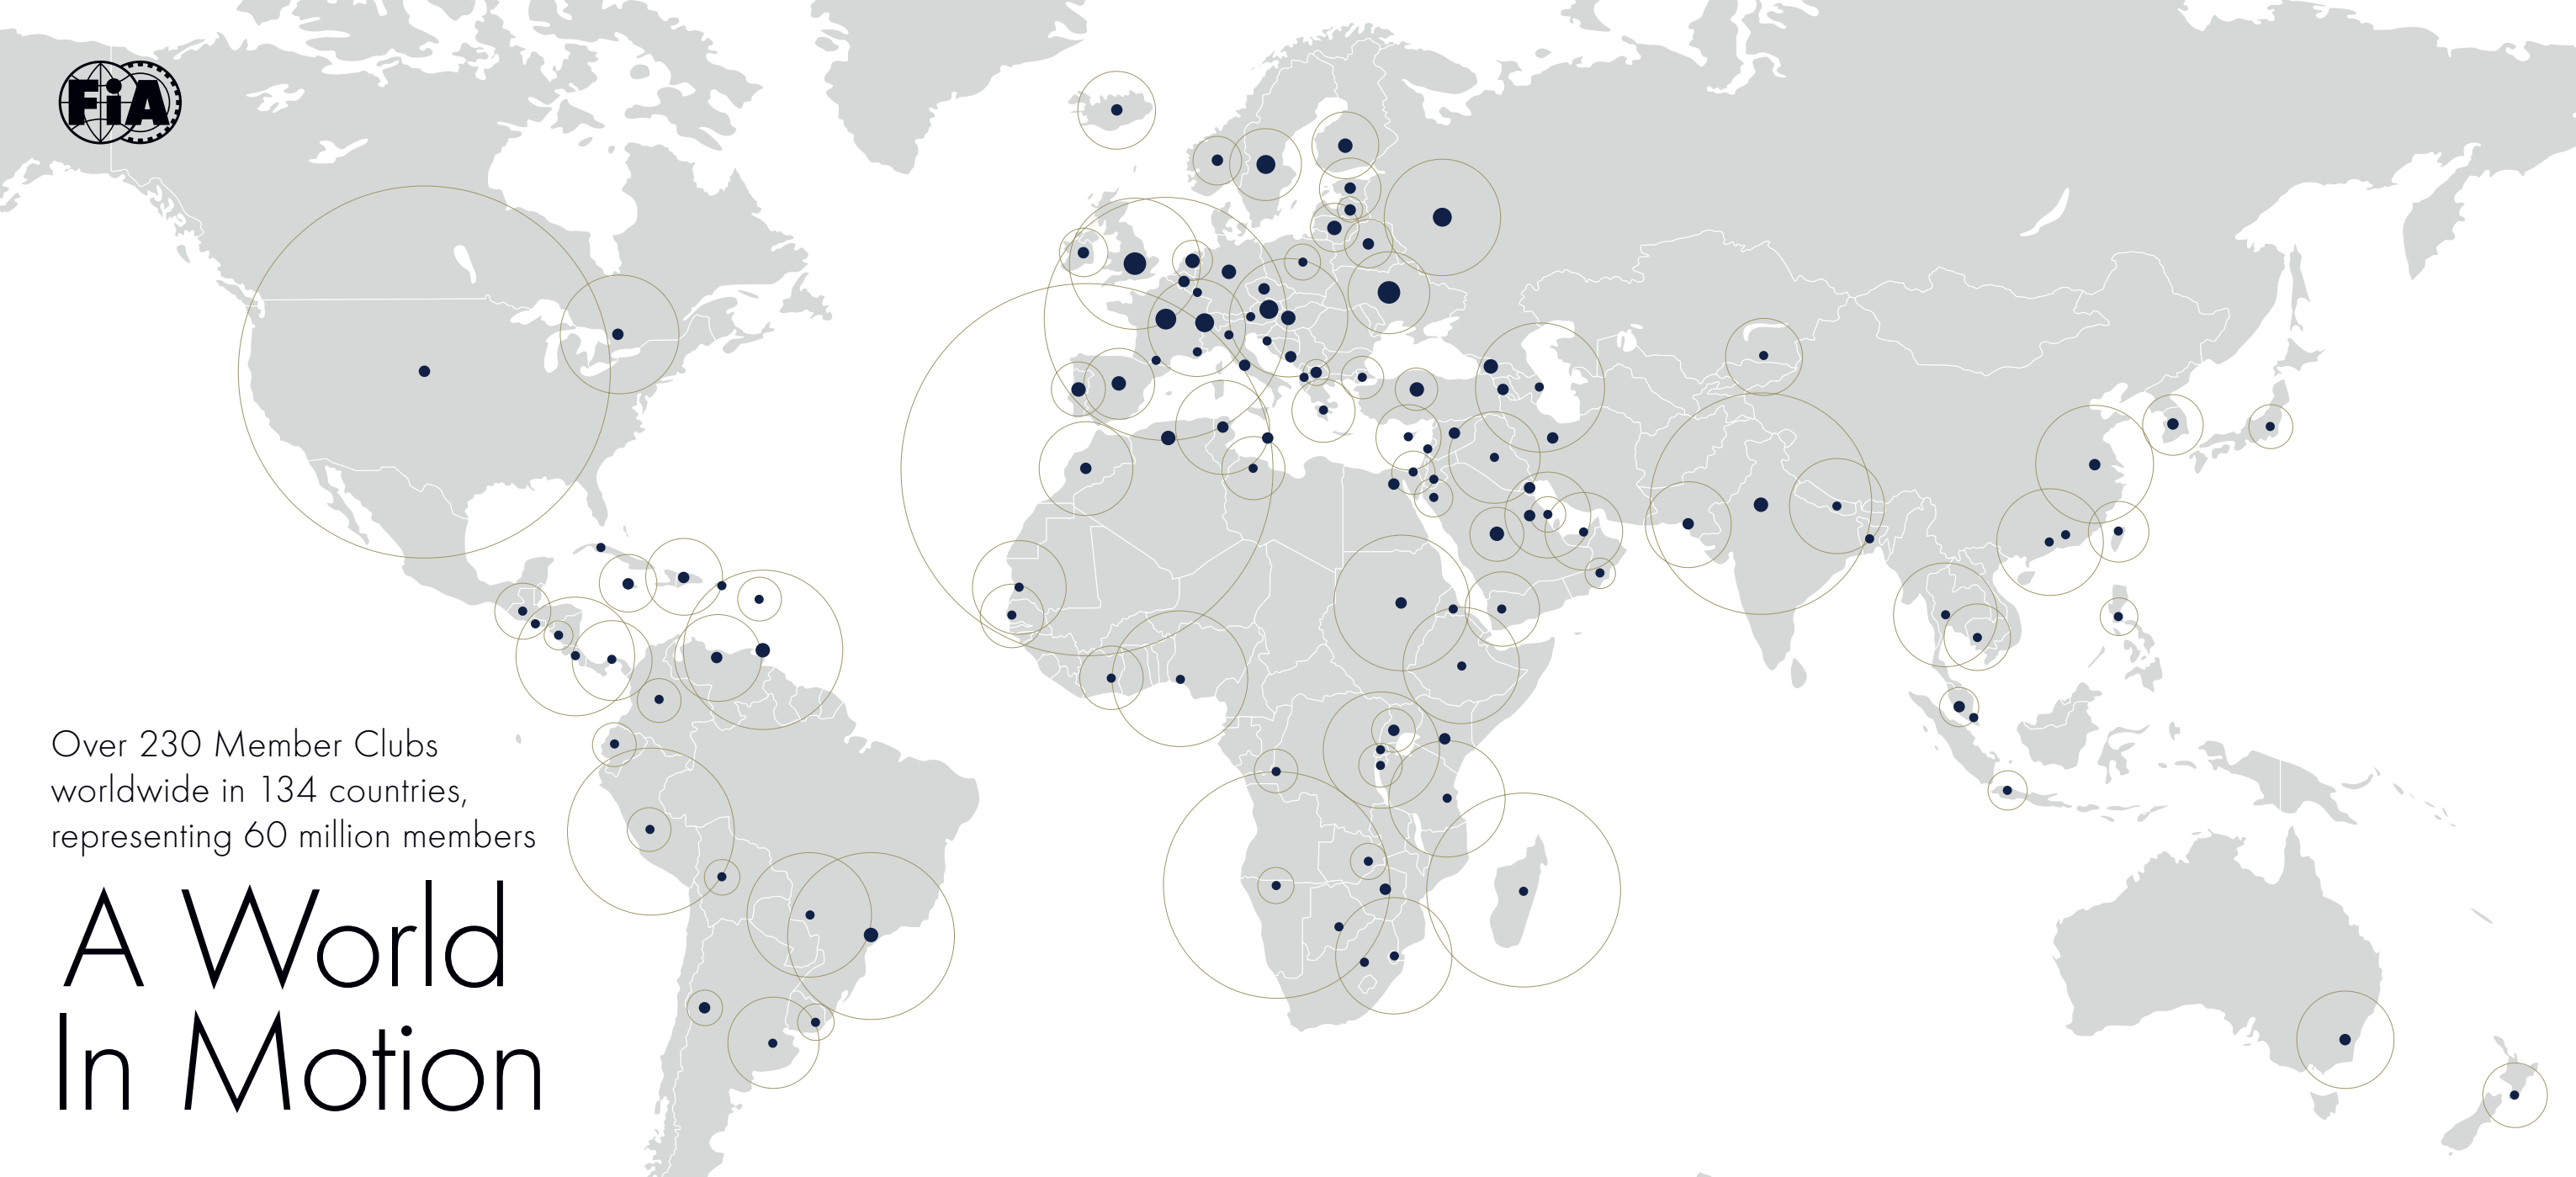 FiA
Over 230 Member Clubs
worldwide in 134 countries,
representing 60 million members
A World
In Motion